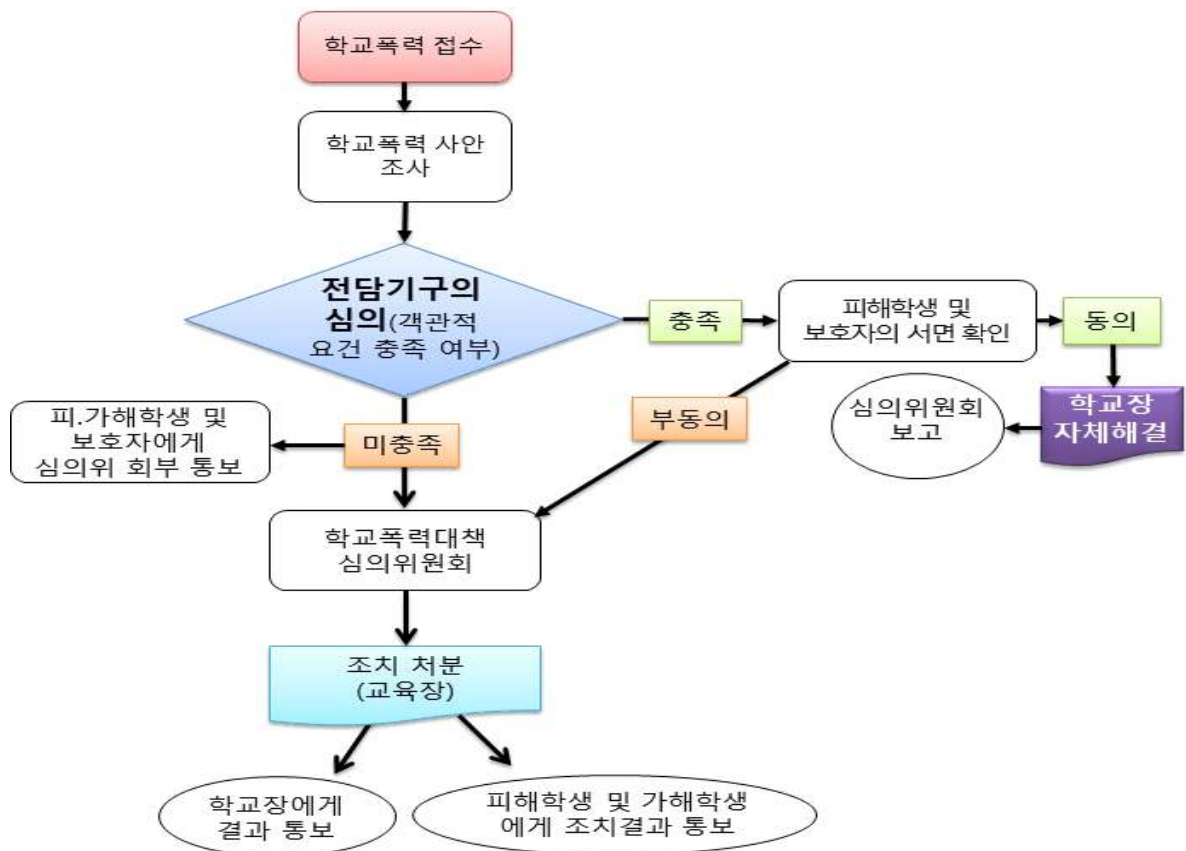 학교폭력 접수
학교폭력 사안
조사
전담기구의
심의(객관적
요건 충족 여부)
충족
피해학생 및
보호자의 서면 확인
동의
학교장
자체해결
심의위원회
보고
부동의
미충족
피.가해학생 및
보호자에게
심의위 회부 통보
학교폭력대책
심의위원회
조치 처분
(교육장)
학교장에게
결과 통보
피해학생 및 가해학생
에게 조치결과 통보